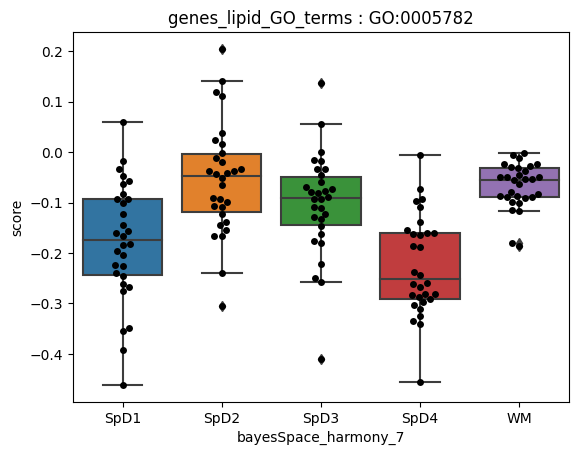 genes_lipid_GO_terms : GO:0005782
0.2
0.1
0.0
−0.1
−0.2
−0.3
−0.4
score
SpD1 SpD2 SpD3 SpD4 WM
bayesSpace_harmony_7